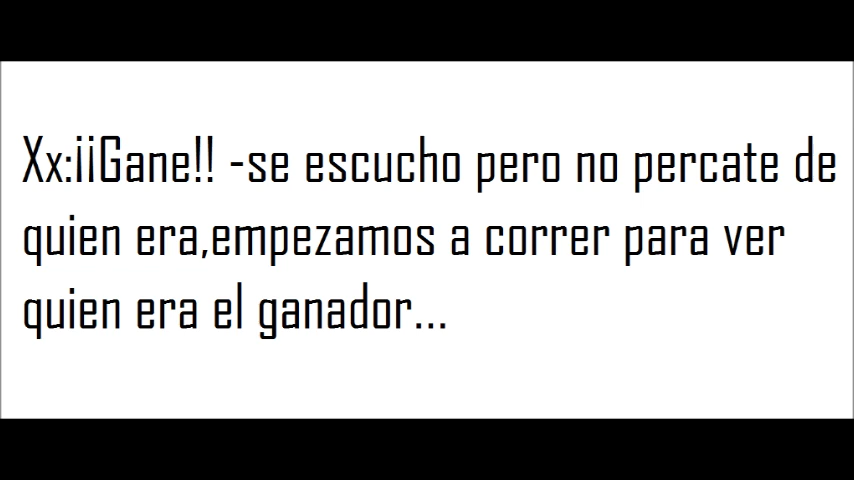 Xx:¡¡Gane!! -se escucho pero no percate de
quien era,empezamos a correr para ver
quien era el ganador...